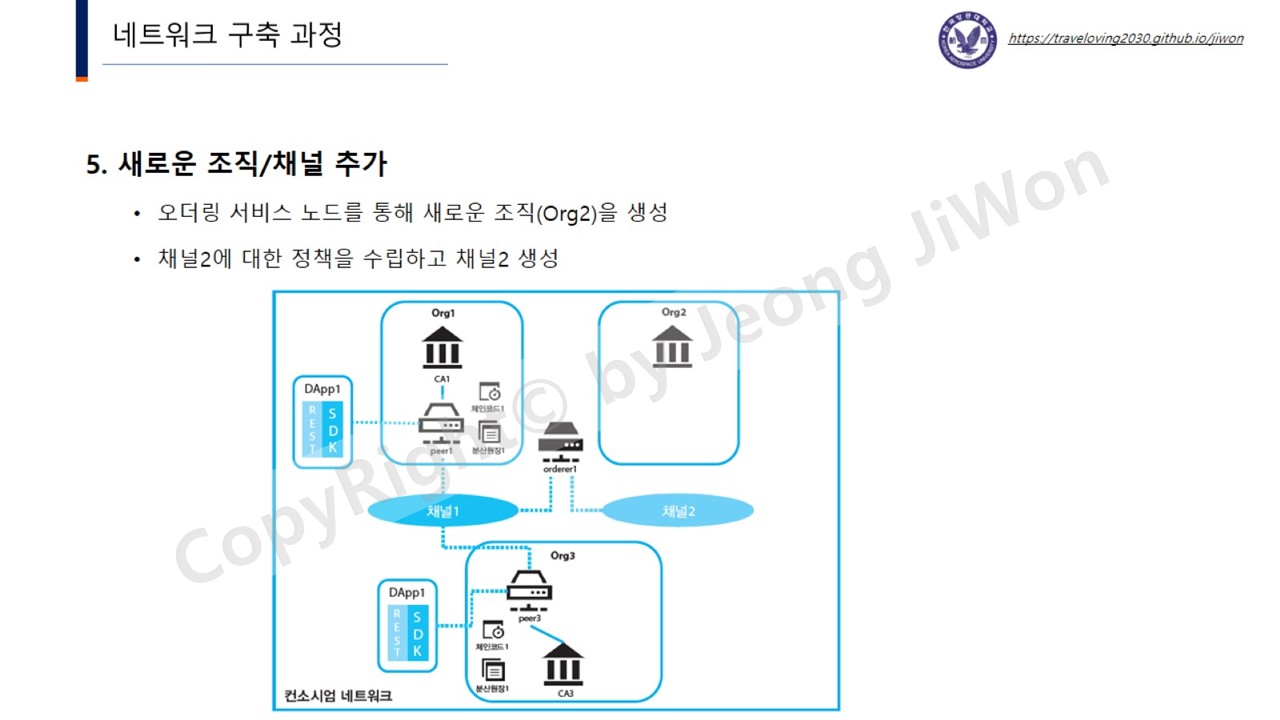 네트워크 구축 과정
https://traveloving2030.github.io/jiwon
5. 새로운 조직/채널 추가
• 오더링 서비스 노드를 통해 새로운 조직(Org2)을 생성
• 채널2에 대한 정책을 수립하고 채널2 생성
Org1
Org2
CA1
DApp1
REST
SDK
체인코드1
peer1
분산원장1
orderer1
채널1
채널2
Org3
DApp1
REST
SDK
peer3
체인코드1
분산원장1
CA3
컨소시엄 네트워크
CopyRight© by Jeong JiWon